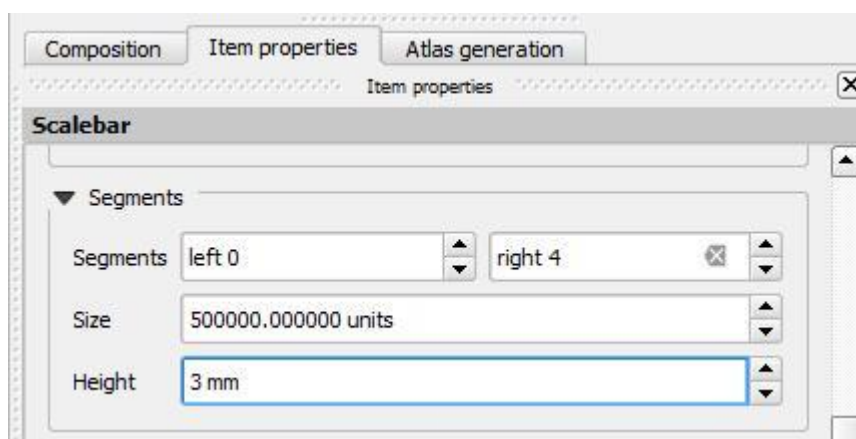 Composition Item properties Atlas generation
Item properties
Scalebar
Segments
Segments left 0 right 4
Size 500000.000000 units
Height 3 mm